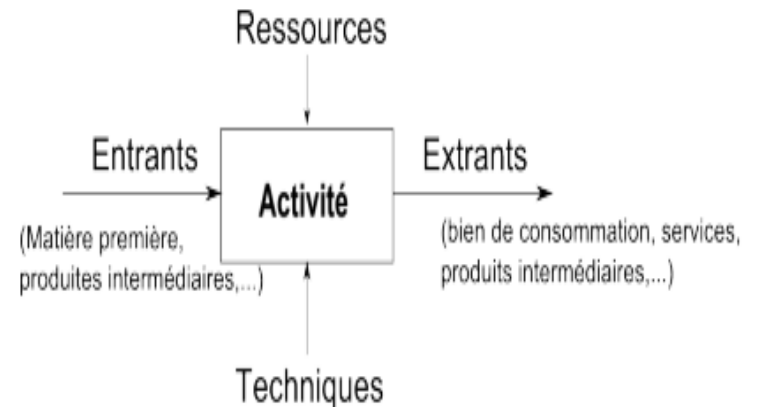 Ressources
Entrants
Extrants
Activité
(Matière première,
produites intermédiaires,...)
(bien de consommation, services,
produits intermédiaires,...)
Techniques